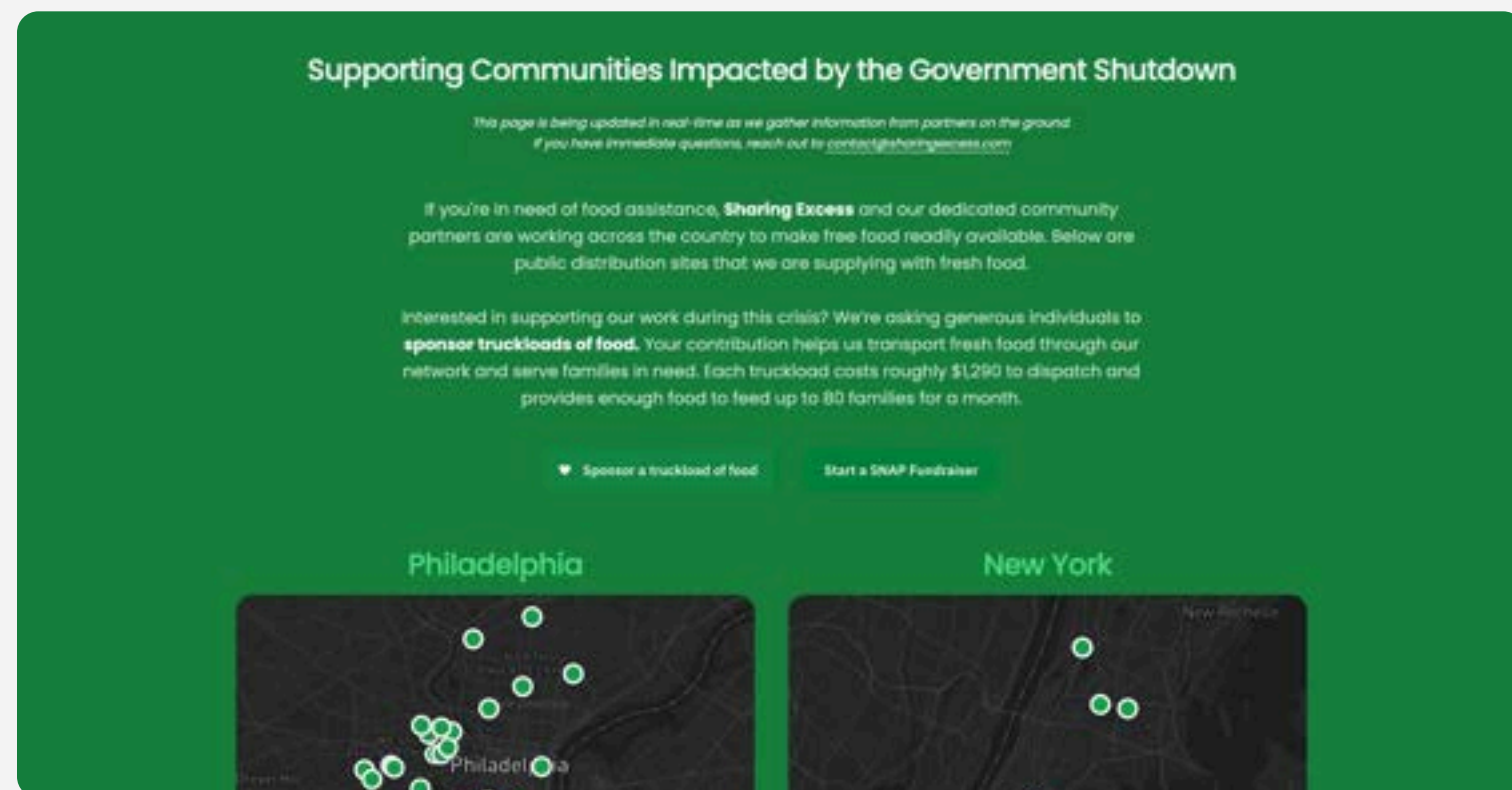 Supporting Communities Impacted by the Government Shutdown
This page is being updated in real-time as we gather information from partners on the ground
If you have immediate questions, reach out to contact@sharingexcess.com
If you're in need of food assistance, Sharing Excess and our dedicated community
partners are working across the country to make free food readily available. Below are
public distribution sites that we are supplying with fresh food.
Interested in supporting our work during this crisis? We're asking generous individuals to
sponsor truckloads of food. Your contribution helps us transport fresh food through our
network and serve families in need. Each truckload costs roughly $1,290 to dispatch and
provides enough food to feed up to 80 families for a month.
Sponsor a truckload of food
Start a SNAP Fundraiser
Philadelphia
New York
New Rochelle
Philadelphia